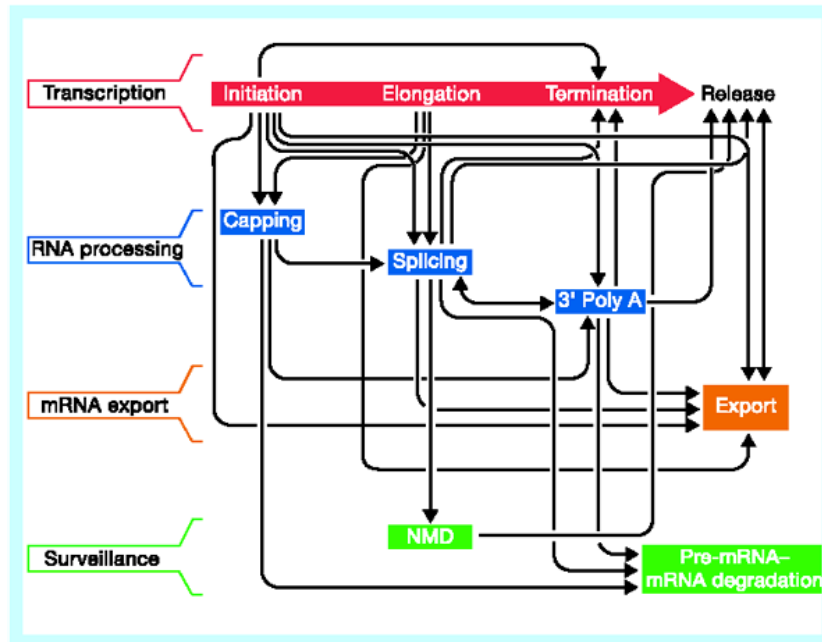 Transcription
Initiation
Elongation
Termination
Release
RNA processing
Capping
Splicing
3' Poly A
mRNA export
Export
Surveillance
NMD
Pre-mRNA–
mRNA degradation